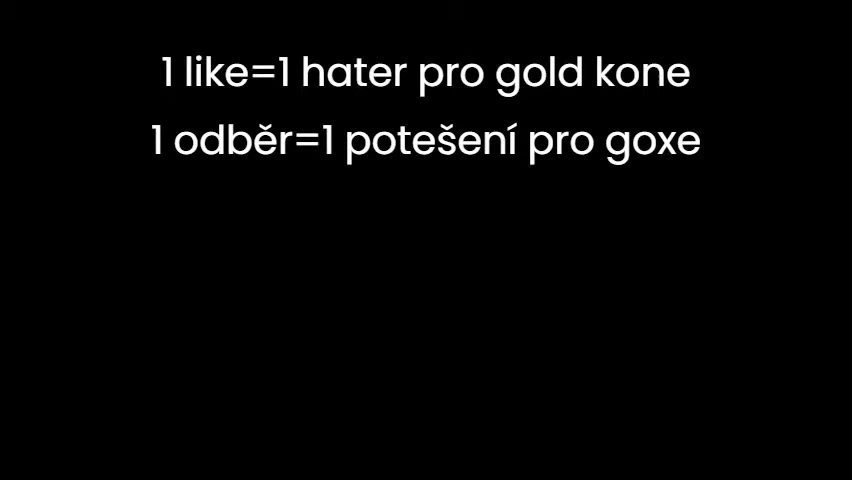 1 like=1 hater pro gold kone
1 odběr=1 potešení pro goxe